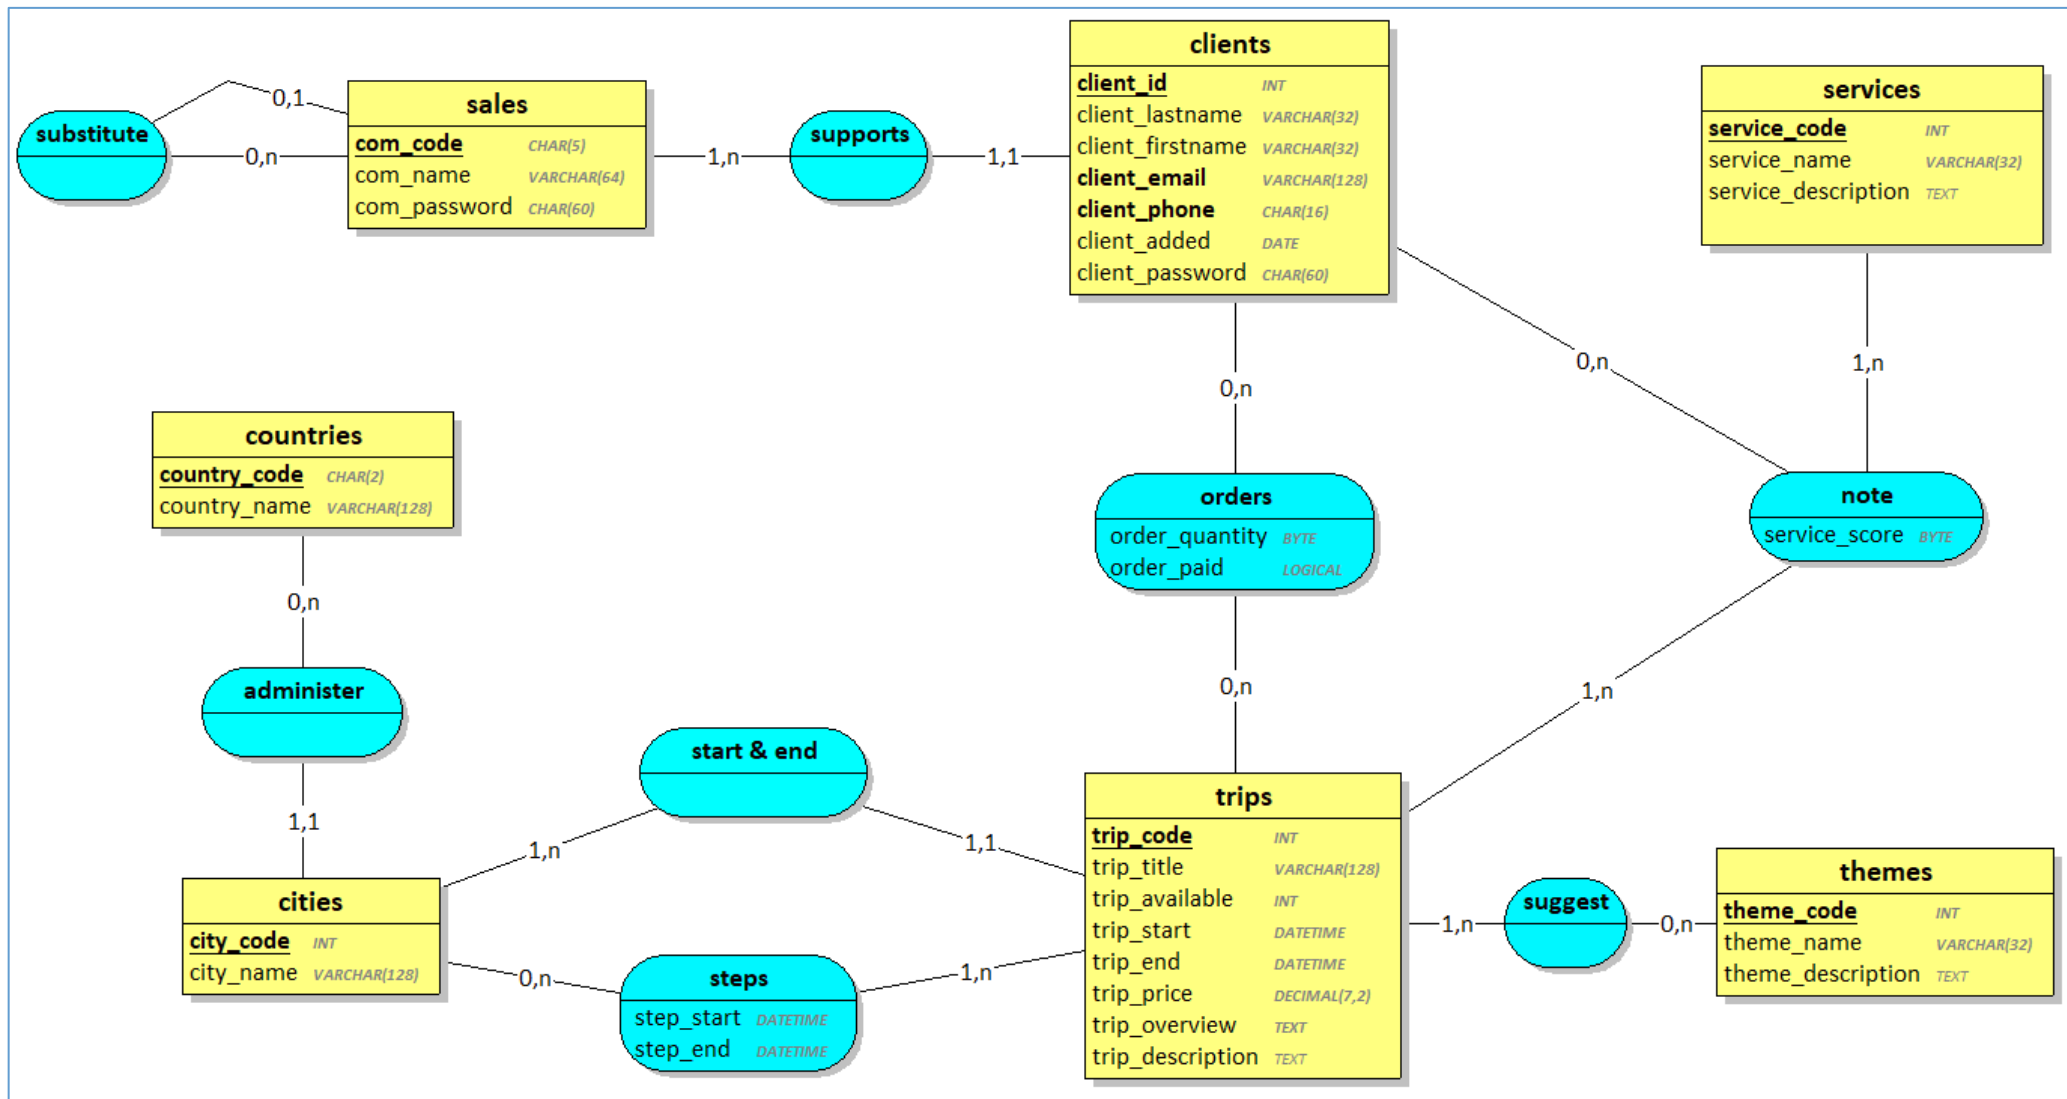 clients
client_id INT
client_lastname VARCHAR(32)
client_firstname VARCHAR(32)
client_email VARCHAR(128)
client_phone CHAR(16)
client_added DATE
client_password CHAR(60)
services
service_code INT
service_name VARCHAR(32)
service_description TEXT
substitute
0,1
0,n
sales
com_code CHAR(5)
com_name VARCHAR(64)
com_password CHAR(60)
1,n
supports
1,1
0,n
0,n
1,n
countries
country_code CHAR(2)
country_name VARCHAR(128)
orders
order_quantity BYTE
order_paid LOGICAL
note
service_score BYTE
0,n
administer
1,1
0,n
1,n
start & end
1,n
1,1
cities
city_code INT
city_name VARCHAR(128)
0,n
steps
step_start DATETIME
step_end DATETIME
1,n
trips
trip_code INT
trip_title VARCHAR(128)
trip_available INT
trip_start DATETIME
trip_end DATETIME
trip_price DECIMAL(7,2)
trip_overview TEXT
trip_description TEXT
1,n
suggest
0,n
themes
theme_code INT
theme_name VARCHAR(32)
theme_description TEXT